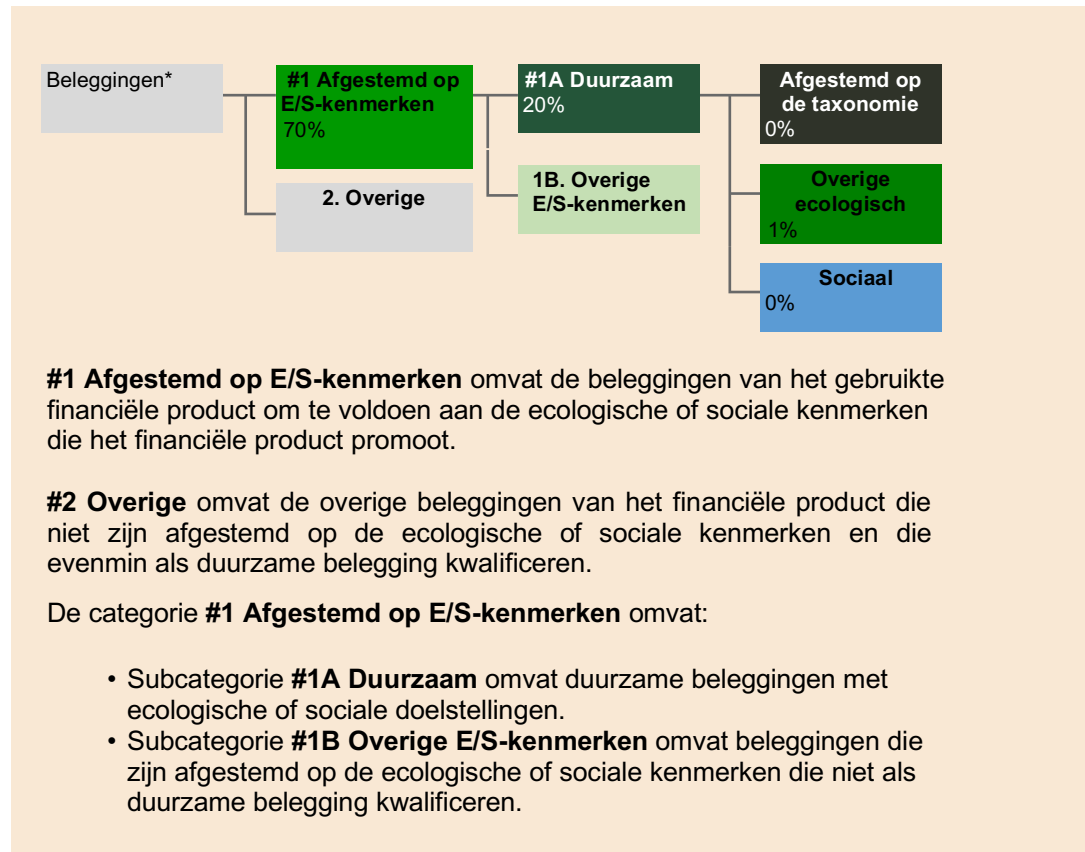 Beleggingen*
#1 Afgestemd op
E/S-kenmerken
70%
2. Overige
#1A Duurzaam
20%
1B. Overige
E/S-kenmerken
Afgestemd op
de taxonomie
0%
Overige
ecologisch
1%
Sociaal
0%
#1 Afgestemd op E/S-kenmerken omvat de beleggingen van het gebruikte
financiële product om te voldoen aan de ecologische of sociale kenmerken
die het financiële product promoot.
#2 Overige omvat de overige beleggingen van het financiële product die
niet zijn afgestemd op de ecologische of sociale kenmerken en die
evenmin als duurzame belegging kwalificeren.
De categorie #1 Afgestemd op E/S-kenmerken omvat:
• Subcategorie #1A Duurzaam omvat duurzame beleggingen met
ecologische of sociale doelstellingen.
• Subcategorie #1B Overige E/S-kenmerken omvat beleggingen die
zijn afgestemd op de ecologische of sociale kenmerken die niet als
duurzame belegging kwalificeren.